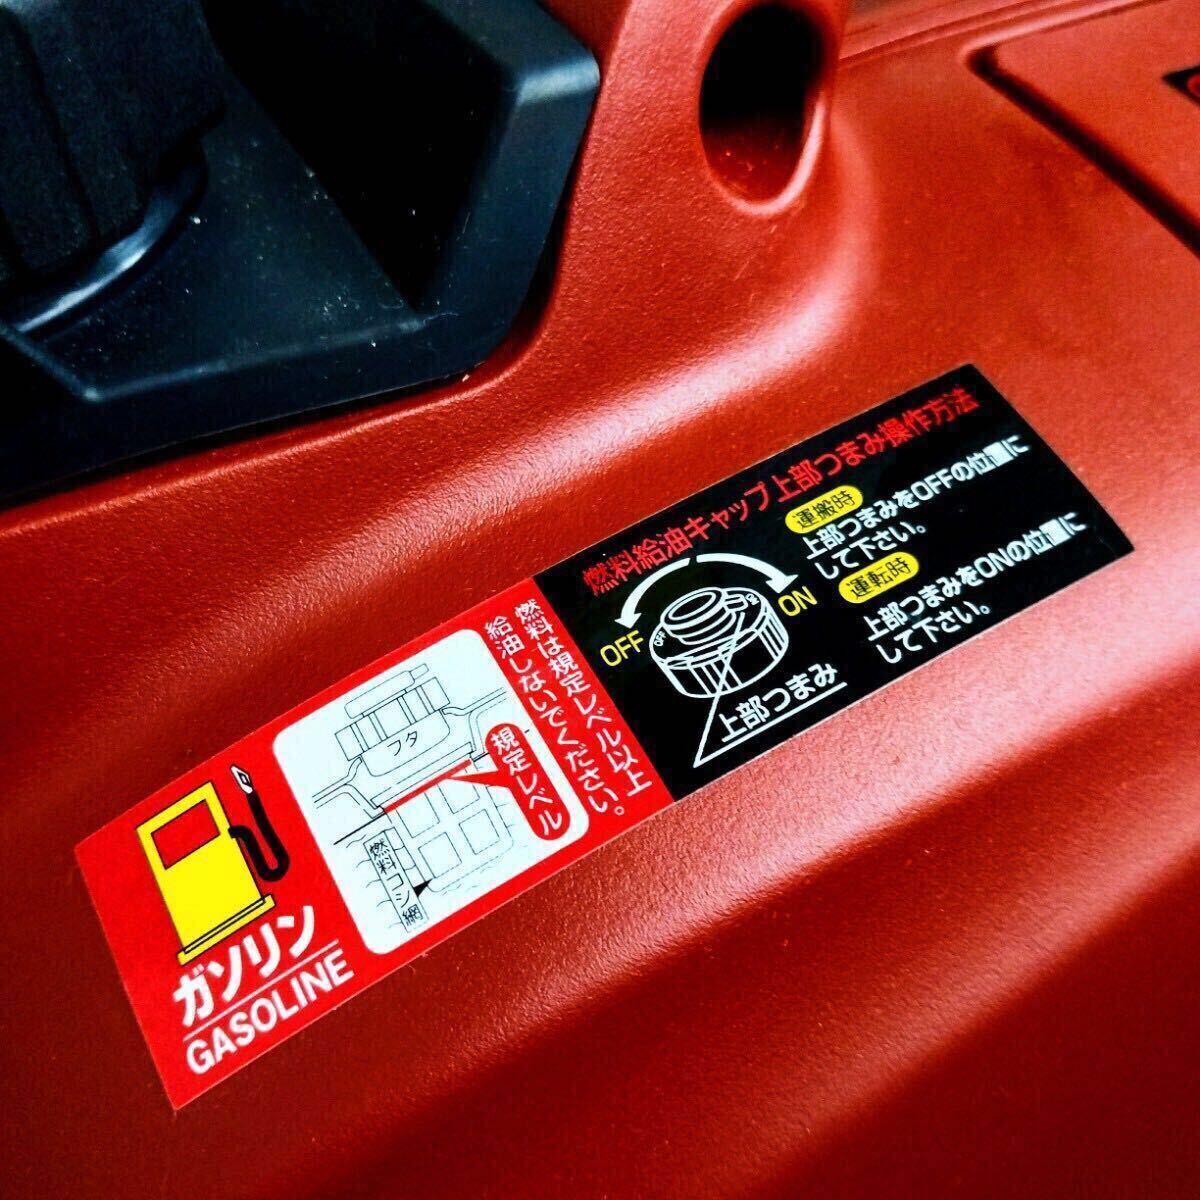 ガソリン
GASOLINE
フタ
規定レベル
燃料コシ網
燃料は規定レベル以上
給油しないでください。
燃料給油キャップ上部つまみ操作方法
OFF
ON
OFF
ON
上部つまみ
運搬時
上部つまみをOFFの位置に
して下さい。
運転時
上部つまみをONの位置に
して下さい。